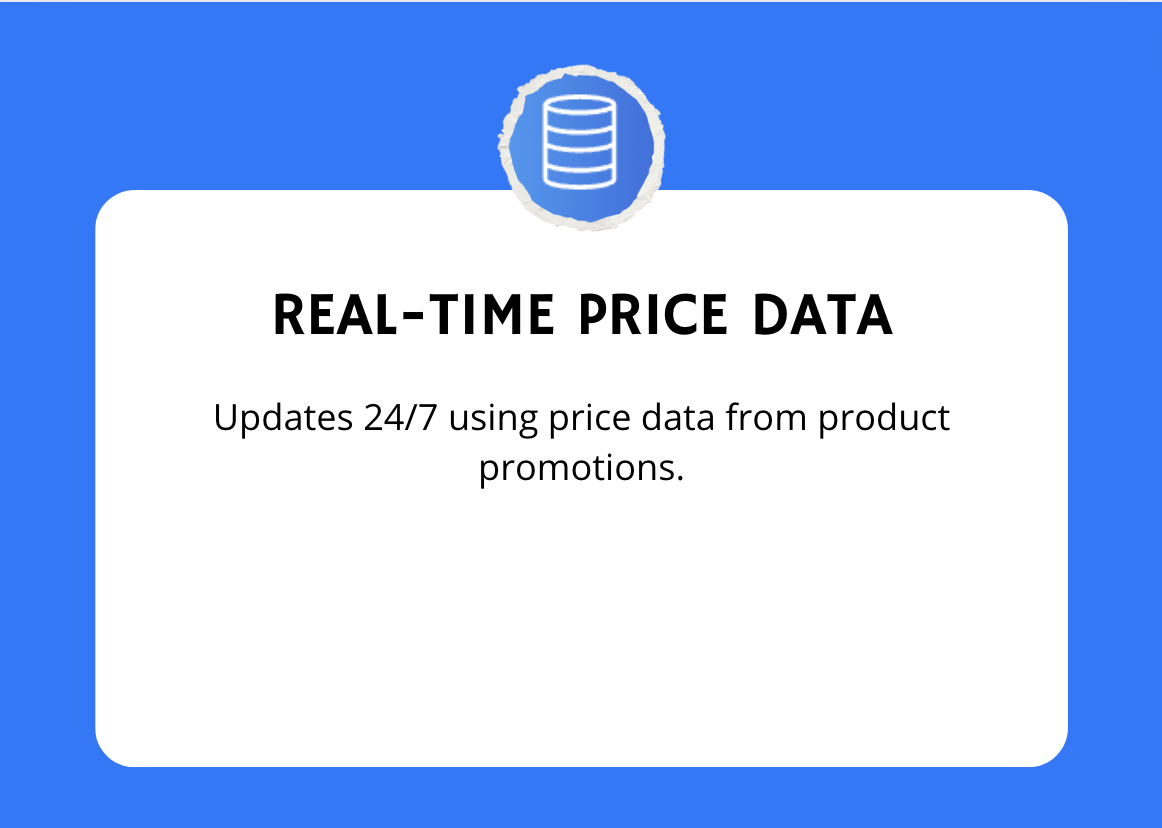 REAL-TIME PRICE DATA
Updates 24/7 using price data from product
promotions.